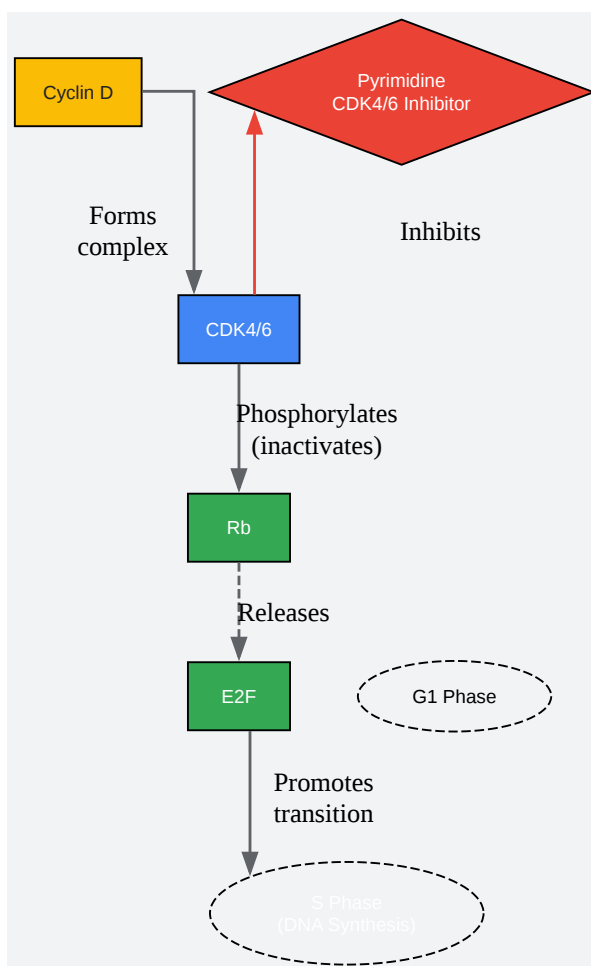 Cyclin D
Pyrimidine
CDK4/6 Inhibitor
Forms
complex
Inhibits
CDK4/6
Phosphorylates
(inactivates)
Rb
Releases
E2F
G1 Phase
Promotes
transition
S Phase
(DNA Synthesis)